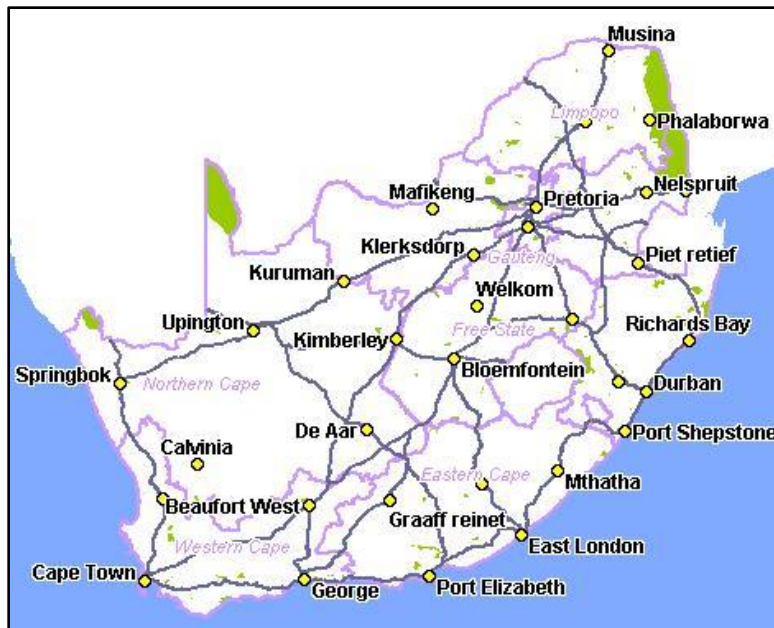 Musina
Limpopo
Phalaborwa
Mafikeng
Pretoria
Nelspruit
Klerksdorp
Gauteng
Piet retief
Kuruman
Welkom
Upington
Kimberley
Free State
Richards Bay
Springbok
Northern Cape
Bloemfontein
Durban
De Aar
Port Shepstone
Calvinia
Eastern Cape
Mthatha
Beaufort West
Graaff reinet
Western Cape
East London
Cape Town
George
Port Elizabeth